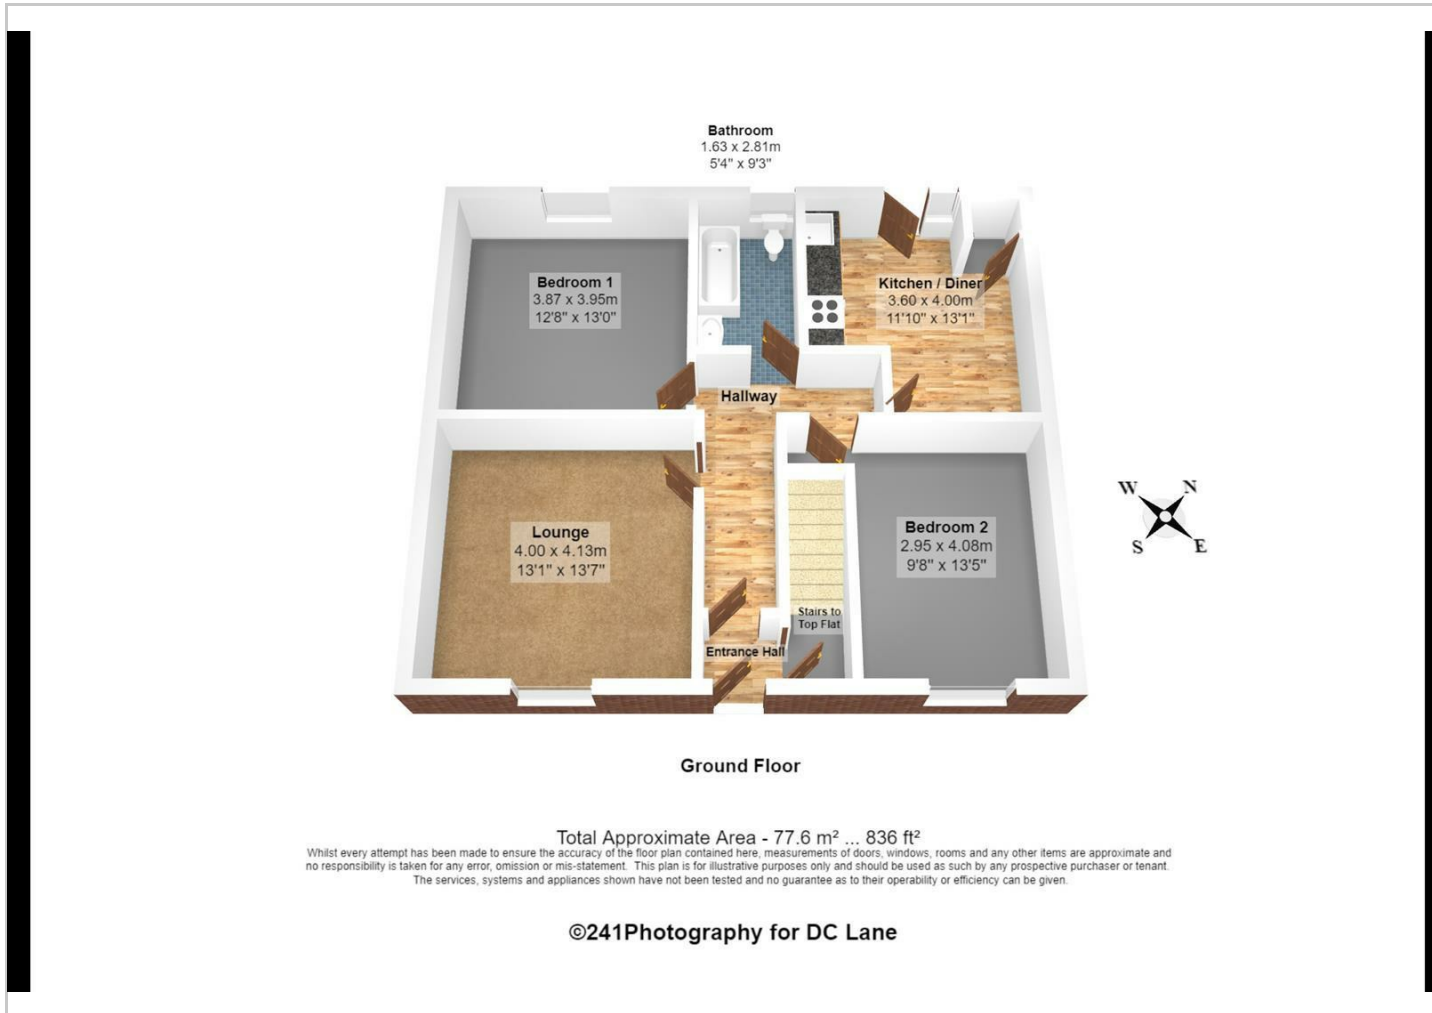 Bathroom
1.63 x 2.81m
5'4" x 9'3"
Bedroom 1
3.87 x 3.95m
12'8" x 13'0"
Kitchen / Diner
3.60 x 4.00m
11'10" x 13'1"
Hallway
Lounge
4.00 x 4.13m
13'1" x 13'7"
Bedroom 2
2.95 x 4.08m
9'8" x 13'5"
Stairs to
Top Flat
Entrance Hall
W N
S E
Ground Floor
Total Approximate Area - 77.6 m² ... 836 ft²
Whilst every attempt has been made to ensure the accuracy of the floor plan contained here, measurements of doors, windows, rooms and any other items are approximate and
no responsibility is taken for any error, omission or mis-statement. This plan is for illustrative purposes only and should be used as such by any prospective purchaser or tenant.
The services, systems and appliances shown have not been tested and no guarantee as to their operability or efficiency can be given.
©241Photography for DC Lane